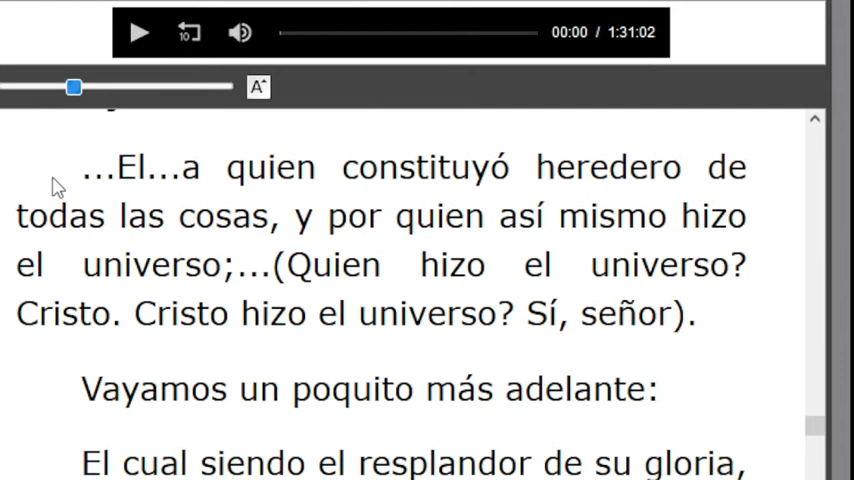 10
00:00 / 1:31:02
A
...El...a quien constituyó heredero de
todas las cosas, y por quien así mismo hizo
el universo;...(Quien hizo el universo?
Cristo. Cristo hizo el universo? Sí, señor).
Vayamos un poquito más adelante:
El cual siendo el resplandor de su gloria,